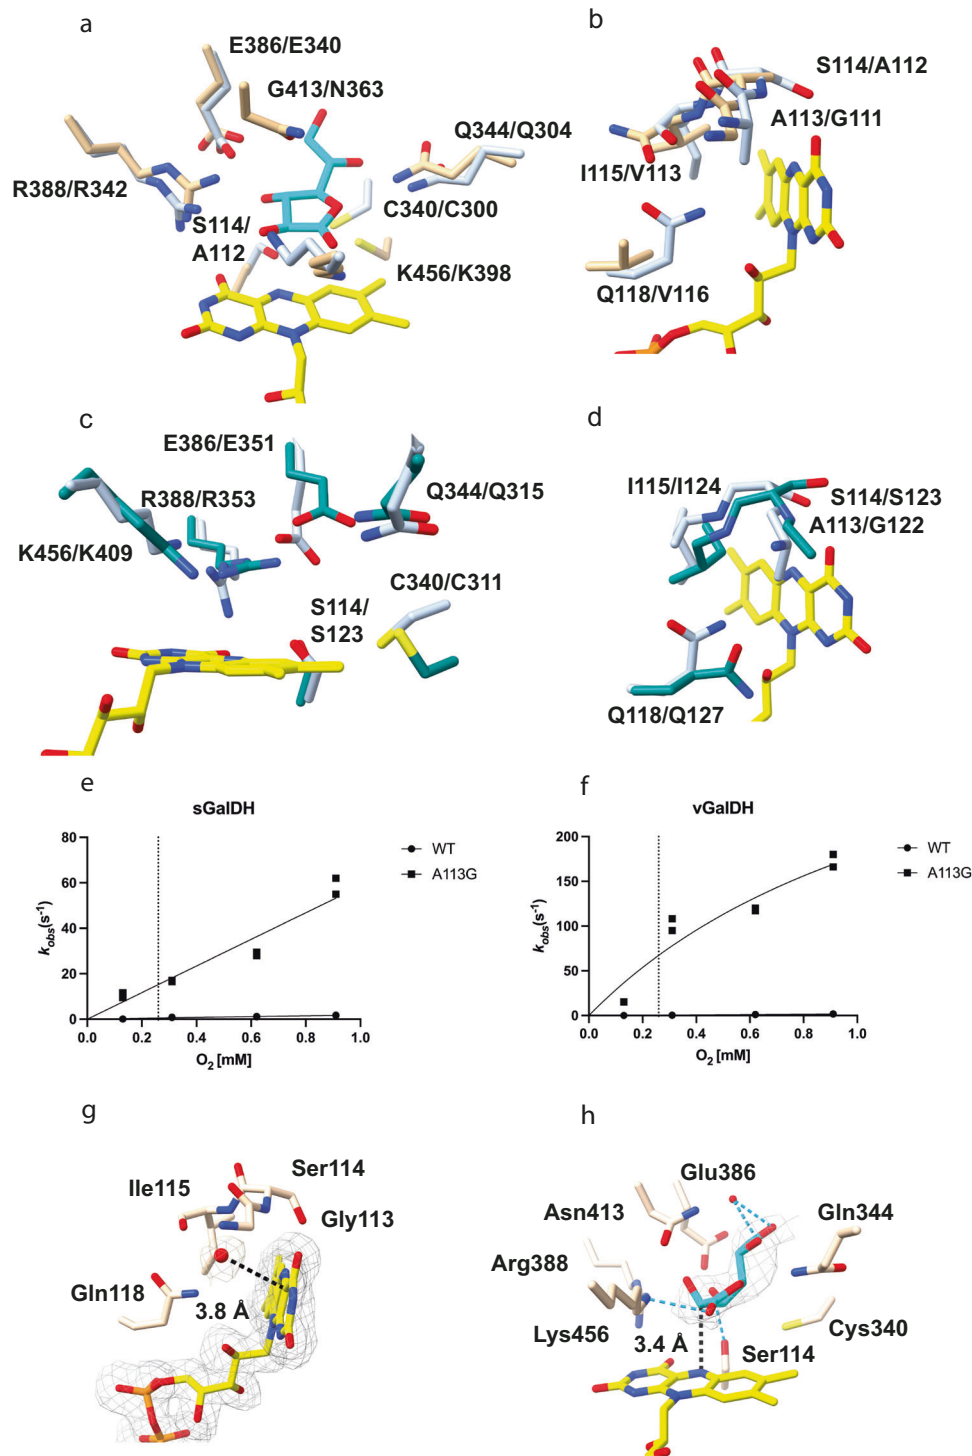 a
E386/E340
G413/N363
Q344/Q304
R388/R342
C340/C300
S114/
A112
K456/K398
b
S114/A112
A113/G111
I115/V113
Q118/V116
c
E386/E351
R388/R353
Q344/Q315
K456/K409
C340/C311
S114/
S123
d
I115/I124
S114/S123
A113/G122
Q118/Q127
e
sGalDH
80
60
40
20
0
0.0 0.2 0.4 0.6 0.8 1.0
kobs(s-1)
O2 [mM]
WT
A113G
f
vGalDH
200
150
100
50
0
0.0 0.2 0.4 0.6 0.8 1.0
kobs(s-1)
O2 [mM]
WT
A113G
g
Ser114
Ile115
Gly113
Gln118
3.8 Å
h
Glu386
Asn413
Gln344
Arg388
Lys456
3.4 Å
Cys340
Ser114